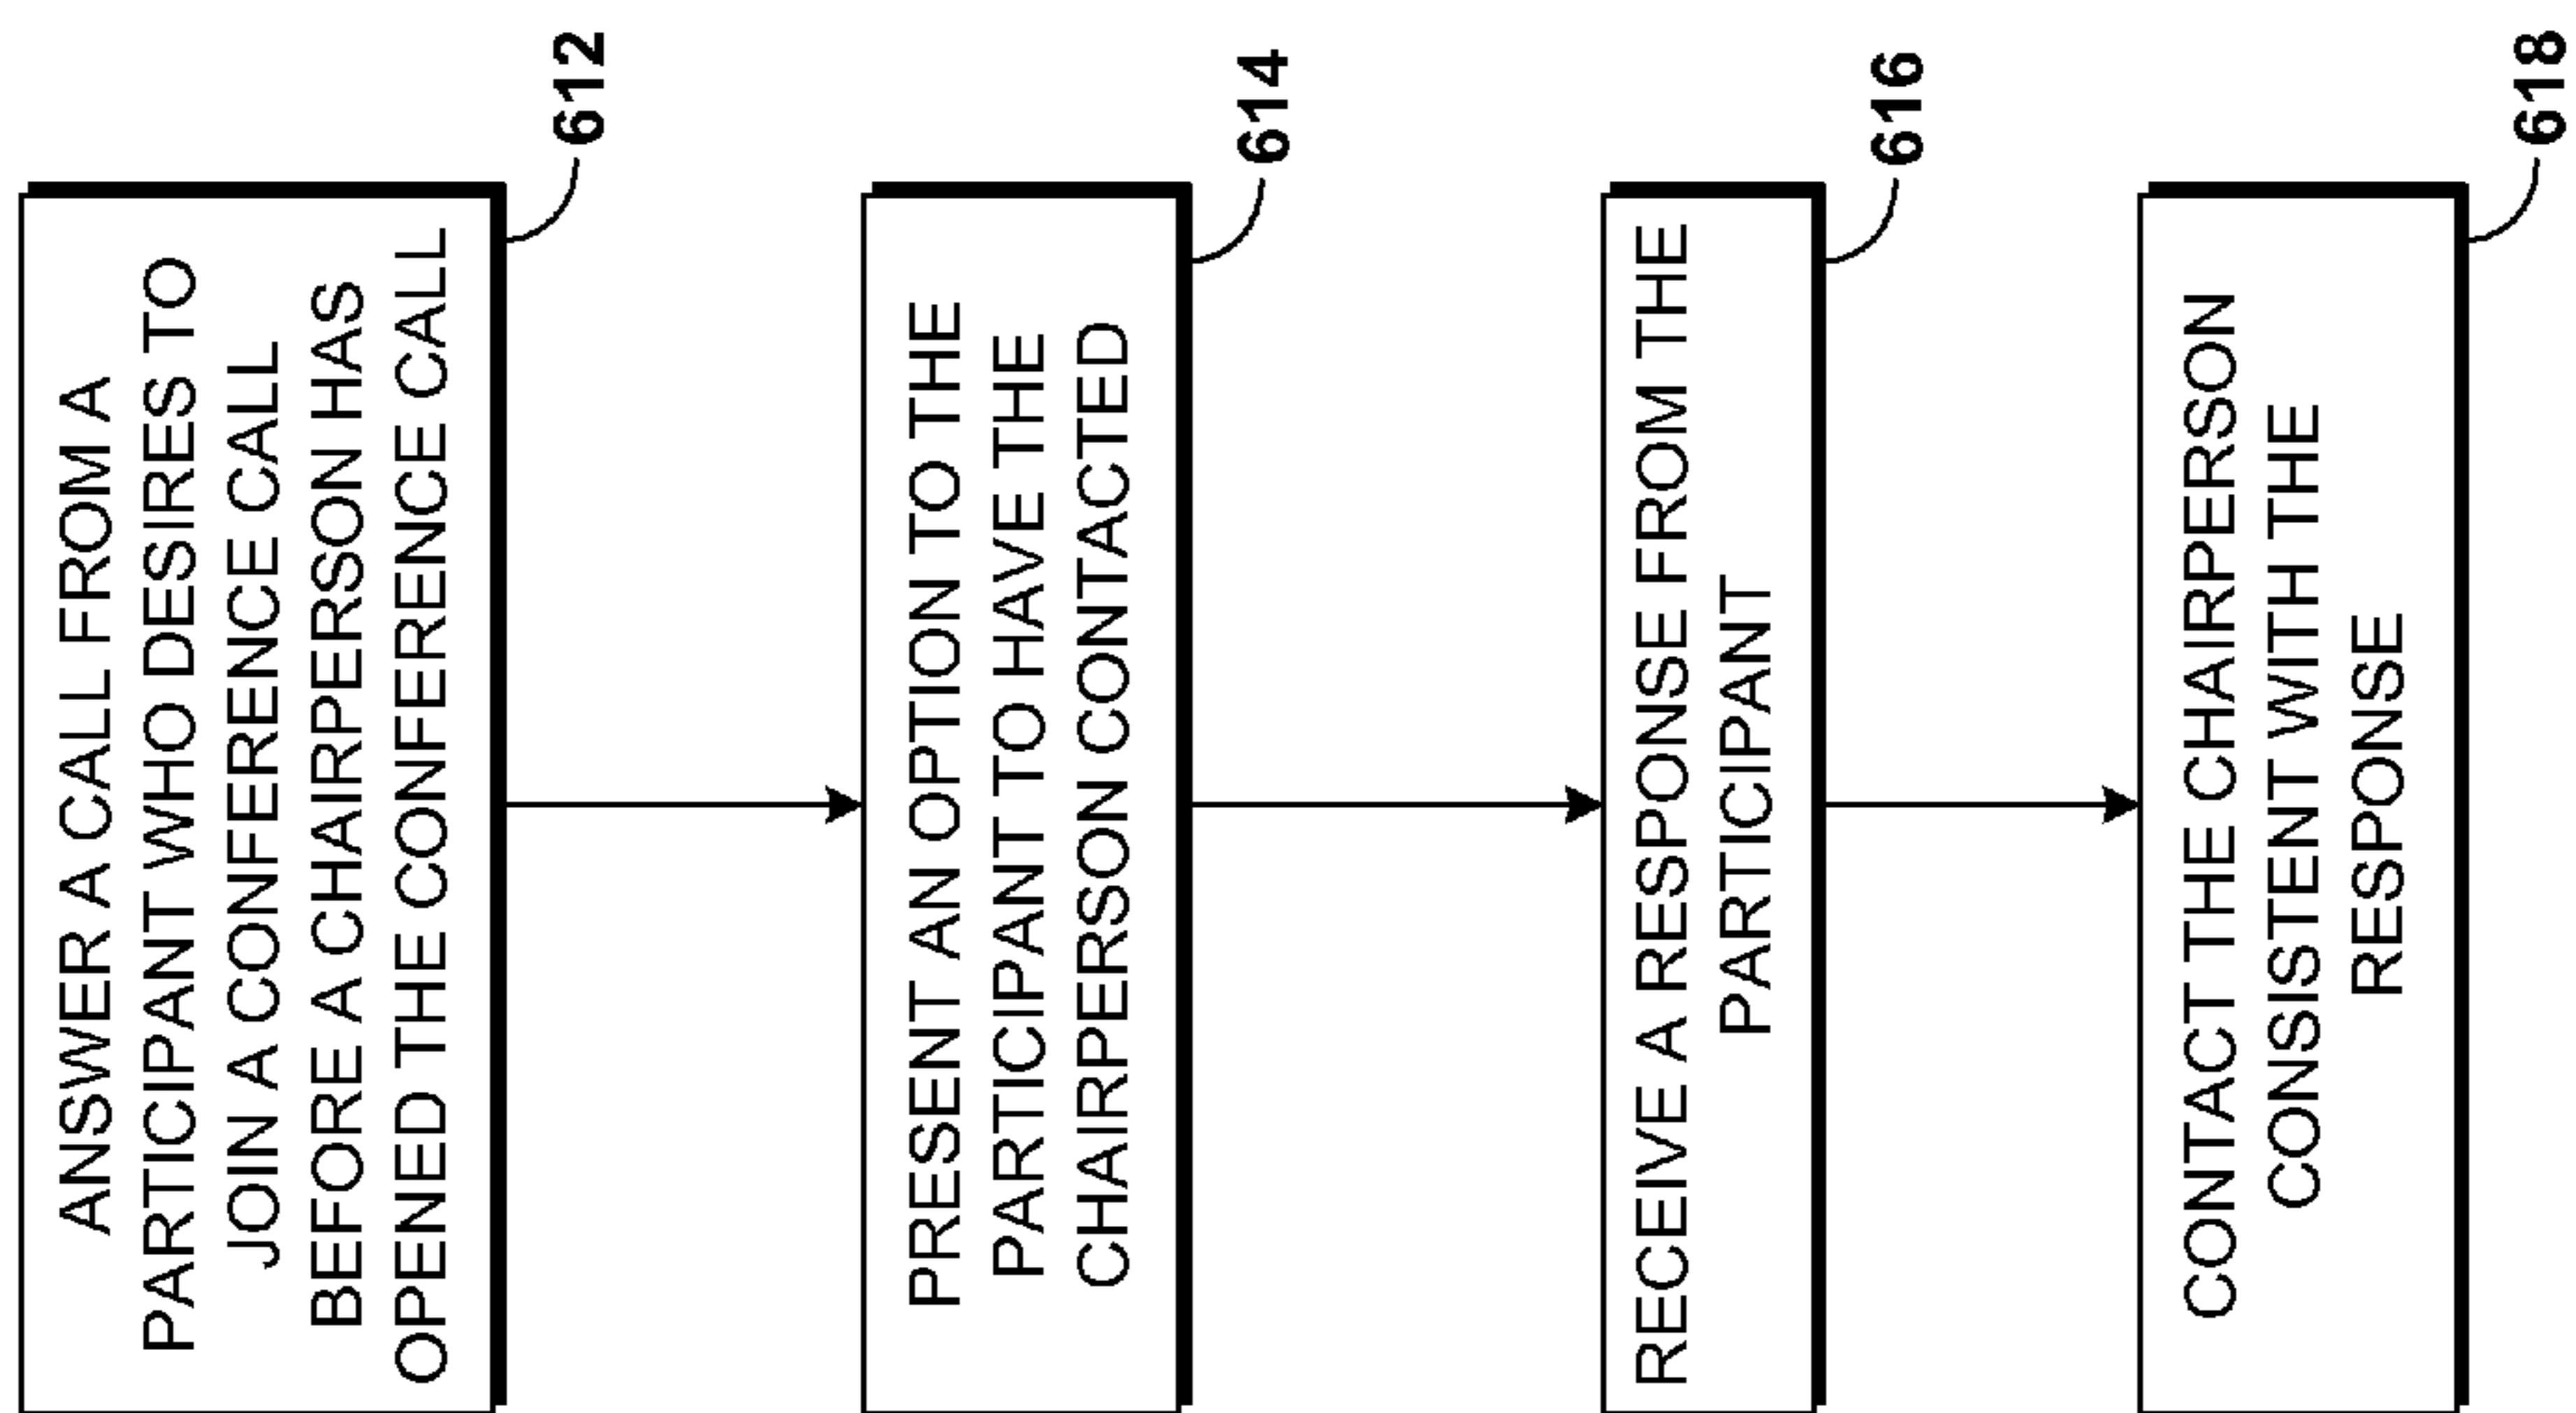 ANSWER A CALL FROM A
PARTICIPANT WHO DESIRES TO
JOIN A CONFERENCE CALL
BEFORE A CHAIRPERSON HAS
OPENED THE CONFERENCE CALL
612
PRESENT AN OPTION TO THE
PARTICIPANT TO HAVE THE
CHAIRPERSON CONTACTED
614
RECEIVE A RESPONSE FROM THE
PARTICIPANT
616
CONTACT THE CHAIRPERSON
CONSISTENT WITH THE
RESPONSE
618